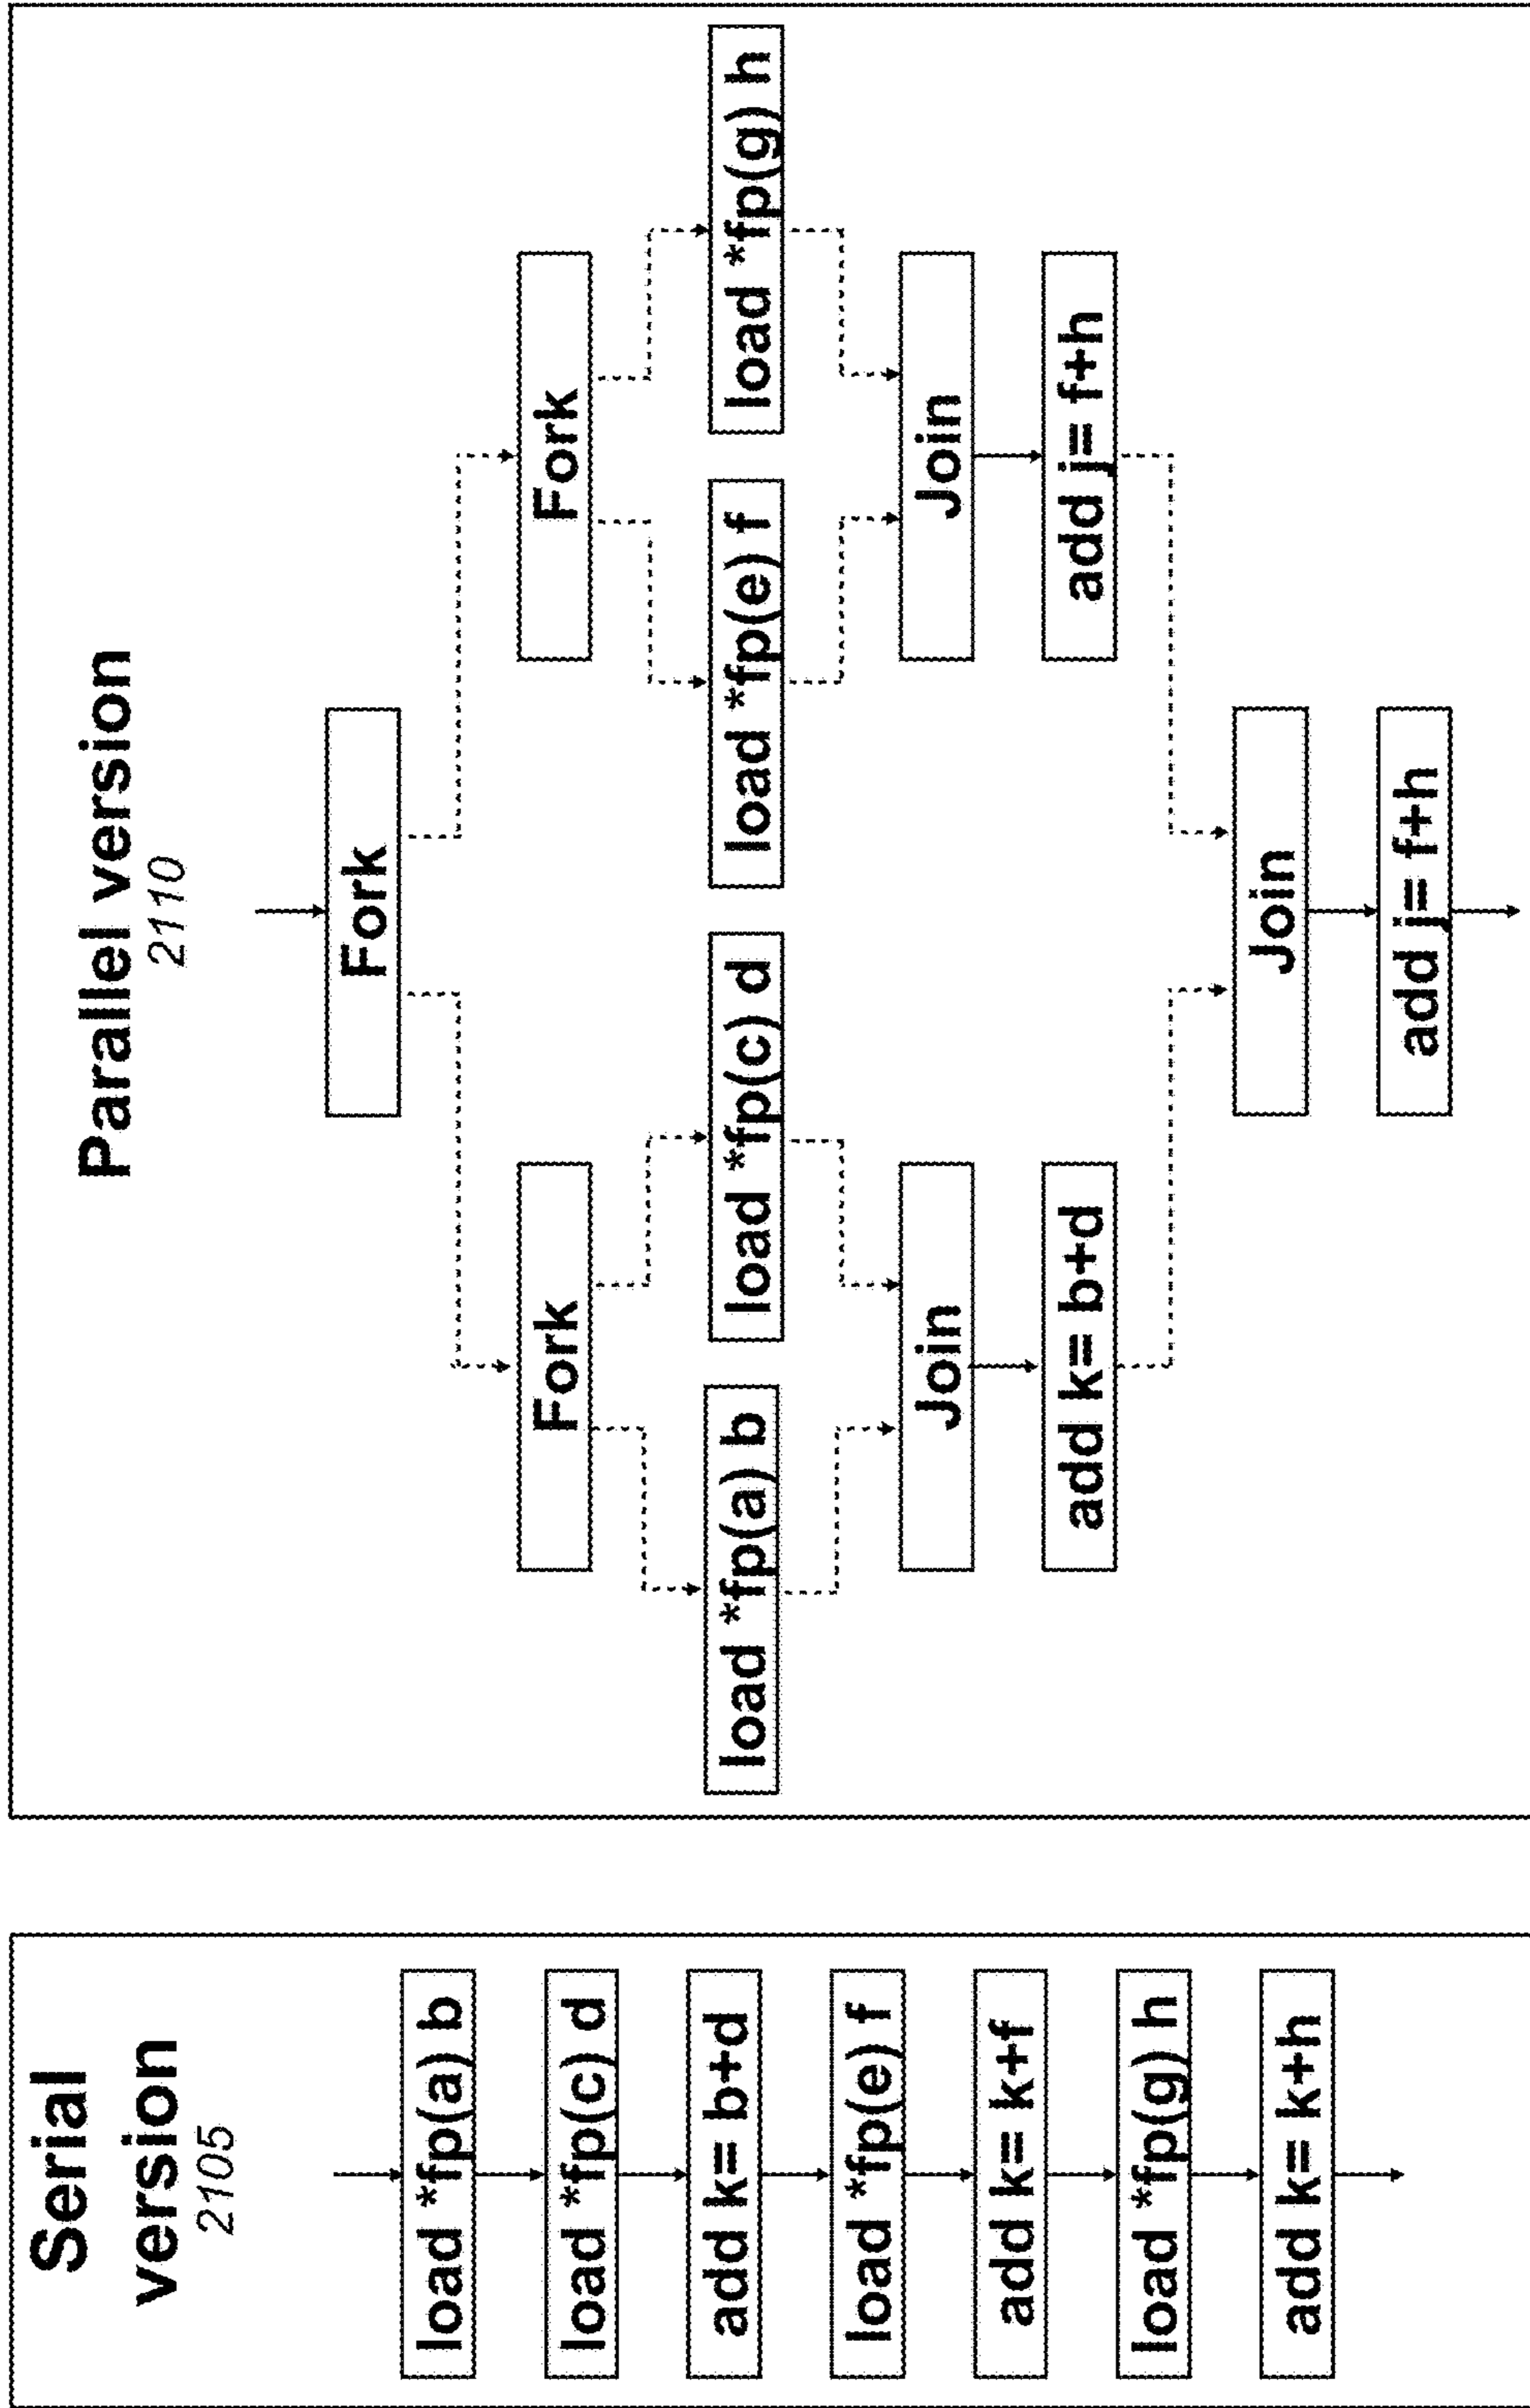 Serial
version
2105
load *fp(a) b
load *fp(c) d
add k= b+d
load *fp(e) f
add k= k+f
load *fp(g) h
add k= k+h
Parallel version
2110
Fork
Fork
Fork
load *fp(a) b
load *fp(c) d
load *fp(e) f
load *fp(g) h
Join
Join
add k= b+d
add j= f+h
Join
add j= f+h